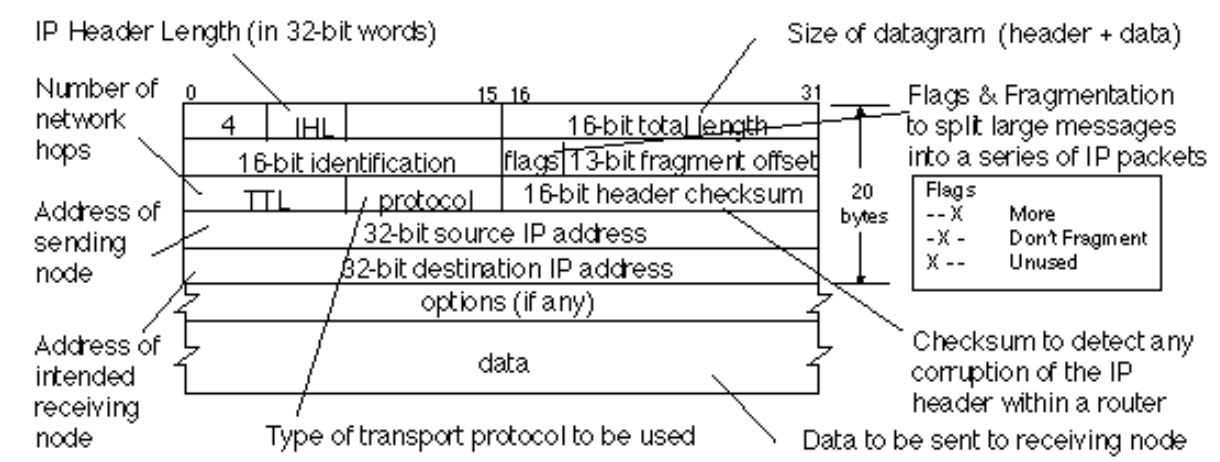 IP Header Length (in 32-bit words)
Size of datagram (header + data)
Number of
network
hops
0
15 16
31
4
IHL
16-bit total length
Flags & Fragmentation
to split large messages
into a series of IP packets
16-bit identification
flags
13-bit fragment offset
TTL
protocol
16-bit header checksum
20
bytes
Flags
- - X More
- X - Don't Fragment
X - - Unused
Address of
sending
node
32-bit source IP address
32-bit destination IP address
options (if any)
data
Address of
intended
receiving
node
Checksum to detect any
corruption of the IP
header within a router
Type of transport protocol to be used
Data to be sent to receiving node